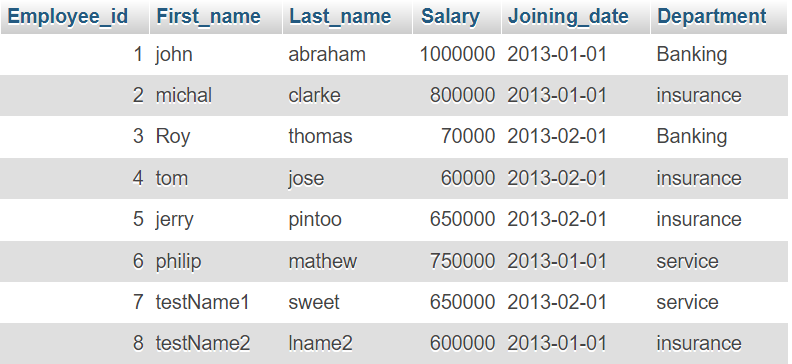 Employee_id First_name Last_name Salary Joining_date Department
1 john abraham 1000000 2013-01-01 Banking
2 michal clarke 800000 2013-01-01 insurance
3 Roy thomas 70000 2013-02-01 Banking
4 tom jose 60000 2013-02-01 insurance
5 jerry pintoo 650000 2013-02-01 insurance
6 philip mathew 750000 2013-01-01 service
7 testName1 sweet 650000 2013-02-01 service
8 testName2 lname2 600000 2013-01-01 insurance